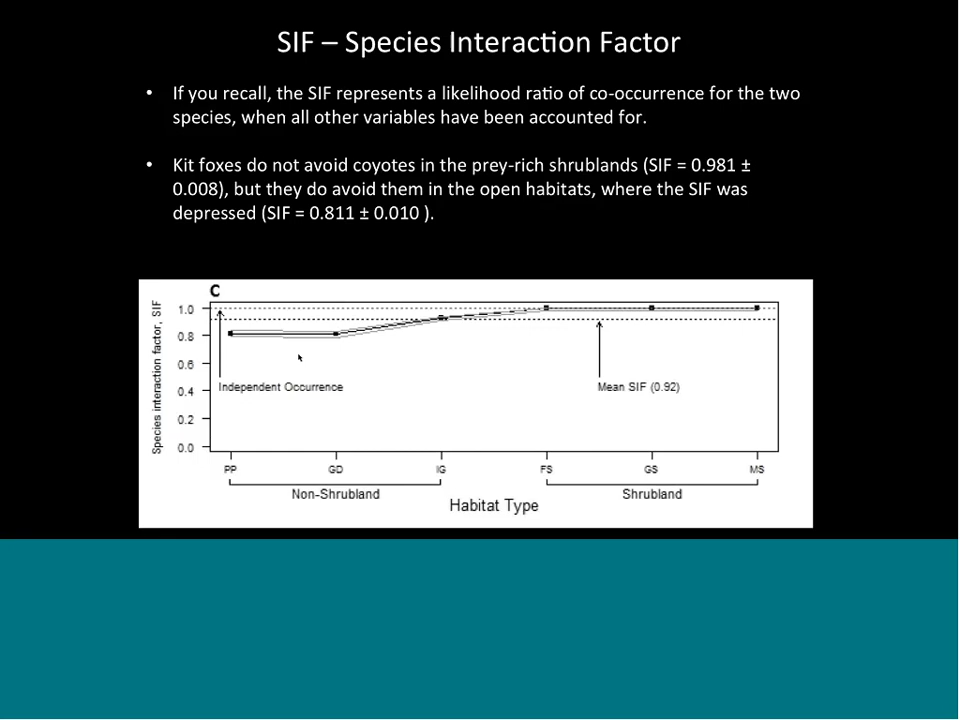 SIF – Species Interaction Factor
• If you recall, the SIF represents a likelihood ratio of co-occurrence for the two
species, when all other variables have been accounted for.
• Kit foxes do not avoid coyotes in the prey-rich shrublands (SIF = 0.981 ±
0.008), but they do avoid them in the open habitats, where the SIF was
depressed (SIF = 0.811 ± 0.010 ).
C
Species interaction factor, SIF
1.0
0.8
0.6
0.4
0.2
0.0
Independent Occurrence
Mean SIF (0.92)
PP GD IG FS GS MS
Non-Shrubland Shrubland
Habitat Type